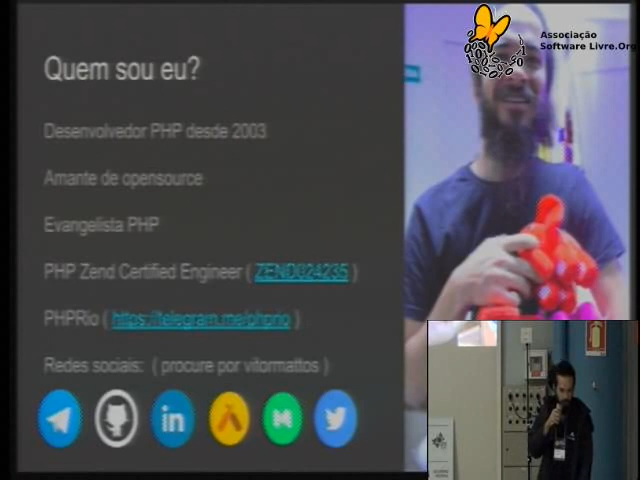 Quem sou eu?
Desenvolvedor PHP desde 2003
Amante de opensource
Evangelista PHP
PHP Zend Certified Engineer ( ZEND024235 )
PHPRio ( https://telegram.me/phprio )
Redes sociais: ( procure por vitormattos )
in
Associação
Software Livre.Org